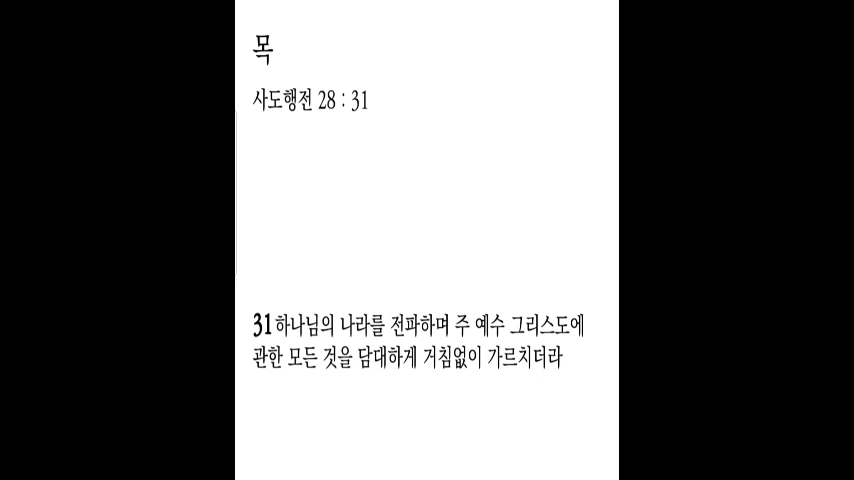 목
사도행전 28 : 31
31하나님의 나라를 전파하며 주 예수 그리스도에
관한 모든 것을 담대하게 거침없이 가르치더라